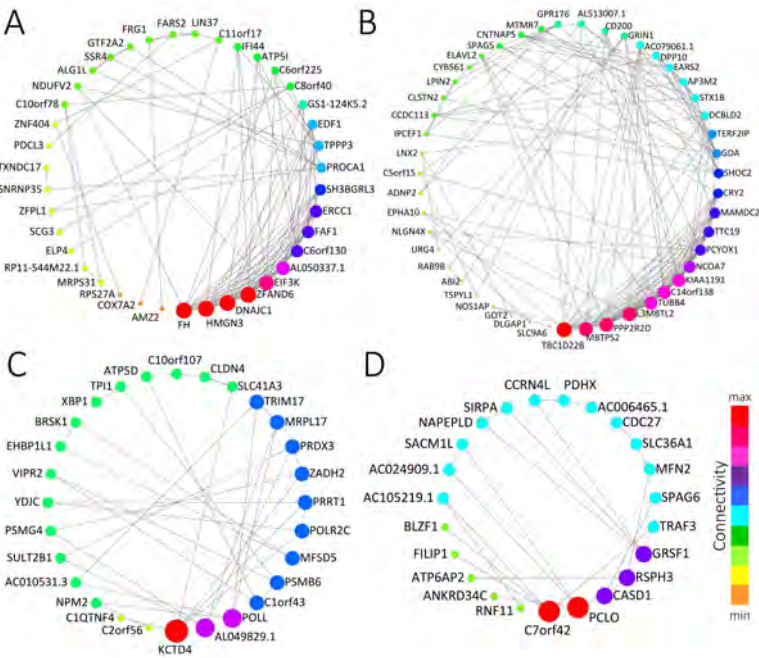 A
FARS2
LIN37
FRG1
C11orf17
GTF2A2
IFI44
SSR4
ATP5I
ALG1L
C6orf225
NDUFV2
C8orf40
C10orf78
GS1-124K5.2
ZNF404
EDF1
PDCL3
TPPP3
TXNDC17
PROCA1
SNRNP35
SH3BGRL3
ZFPL1
ERCC1
SCG3
FAF1
ELP4
C6orf130
RP11-544M22.1
AL050337.1
MRPS31
EIF3K
RPS27A
ZFAND6
COX7A2
DNAJC1
AMZ2
HMGN3
FH
B
GPR176
AL513007.1
MTMR7
CD200
CNTNAP5
GRIN1
SPAG5
AC079061.1
ELAVL2
DPP10
CYB561
EARS2
LPIN2
AP3M2
CLSTN2
STX1B
CCDC113
DCBLD2
IPCEF1
TERF2IP
LNX2
GDA
C5orf15
SHOC2
ADNP2
CRY2
EPHA10
MAMDC2
NLGN4X
TTC19
URG4
PCYOX1
RAB9B
NCOA7
ABI2
KIAA1191
TSPYL1
C14orf138
NOS1AP
TUBB4
GOT2
L3MBTL2
DLGAP1
PPP2R2D
SLC9A6
MBTPS2
TBC1D22B
C
C10orf107
ATP5D
CLDN4
TPI1
SLC41A3
XBP1
TRIM17
BRSK1
MRPL17
EHBP1L1
PRDX3
VIPR2
ZADH2
YDJC
PRRT1
PSMG4
POLR2C
SULT2B1
MFSD5
AC010531.3
PSMB6
NPM2
C1orf43
C1QTNF4
POLL
C2orf56
AL049829.1
KCTD4
D
CCRN4L
PDHX
SIRPA
AC006465.1
NAPEPLD
CDC27
SACM1L
SLC36A1
AC024909.1
MFN2
AC105219.1
SPAG6
BLZF1
TRAF3
FILIP1
GRSF1
ATP6AP2
RSPH3
ANKRD34C
CASD1
RNF11
PCLO
C7orf42
max
Connectivity
min